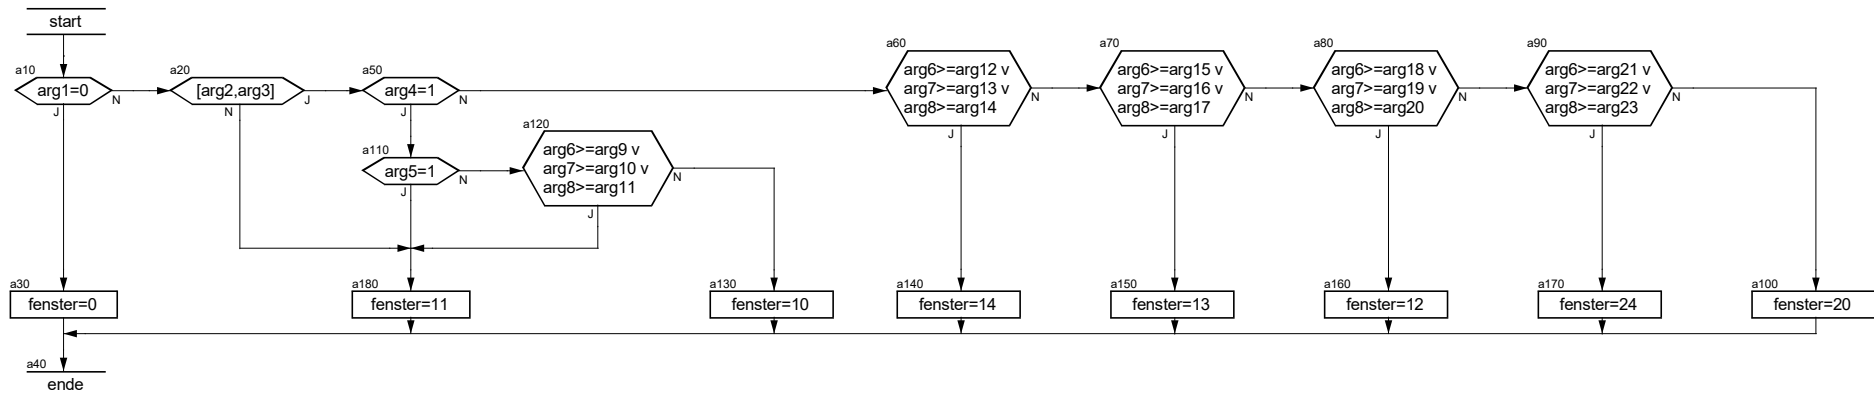 start
a10
arg1=0
N
J
a20
[arg2,arg3]
J
N
a50
arg4=1
N
J
a60
arg6>=arg12 v
arg7>=arg13 v
arg8>=arg14
N
J
a70
arg6>=arg15 v
arg7>=arg16 v
arg8>=arg17
N
J
a80
arg6>=arg18 v
arg7>=arg19 v
arg8>=arg20
N
J
a90
arg6>=arg21 v
arg7>=arg22 v
arg8>=arg23
N
J
a110
arg5=1
N
J
a120
arg6>=arg9 v
arg7>=arg10 v
arg8>=arg11
N
J
a30
fenster=0
a180
fenster=11
a130
fenster=10
a140
fenster=14
a150
fenster=13
a160
fenster=12
a170
fenster=24
a100
fenster=20
a40
ende